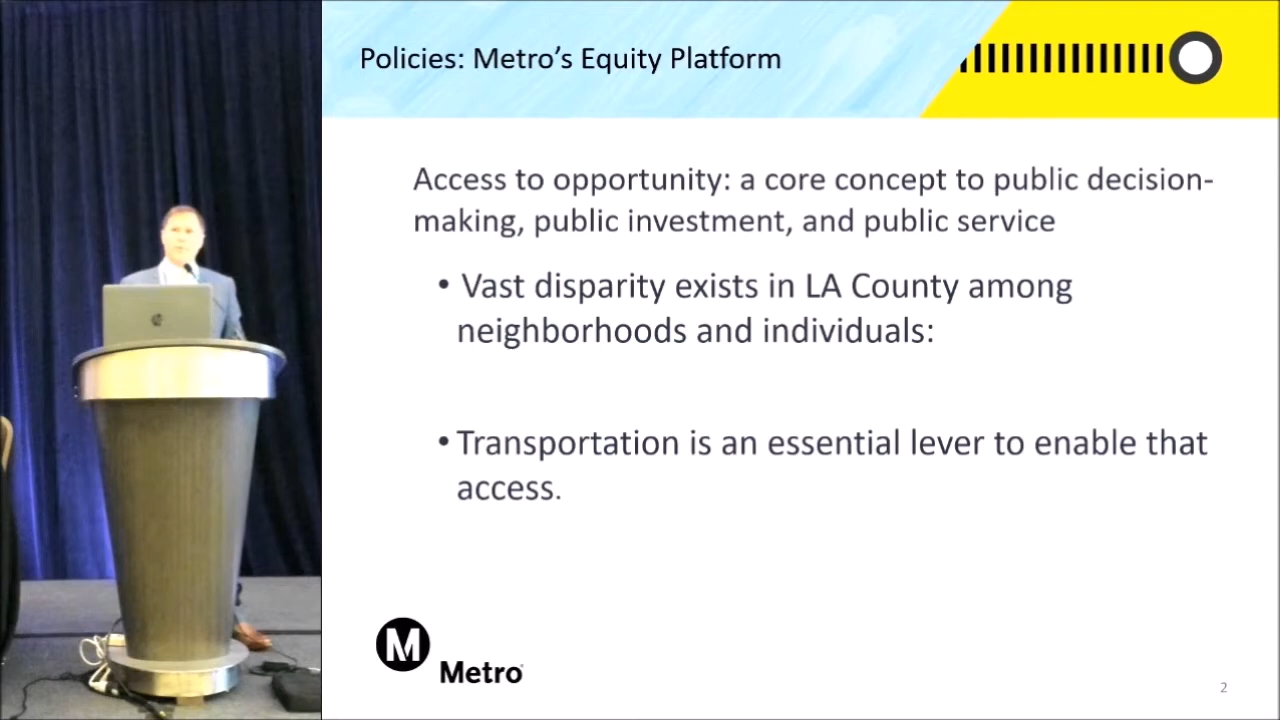 Policies: Metro's Equity Platform
Access to opportunity: a core concept to public decision-
making, public investment, and public service
• Vast disparity exists in LA County among
neighborhoods and individuals:
• Transportation is an essential lever to enable that
access.
M
Metro
2